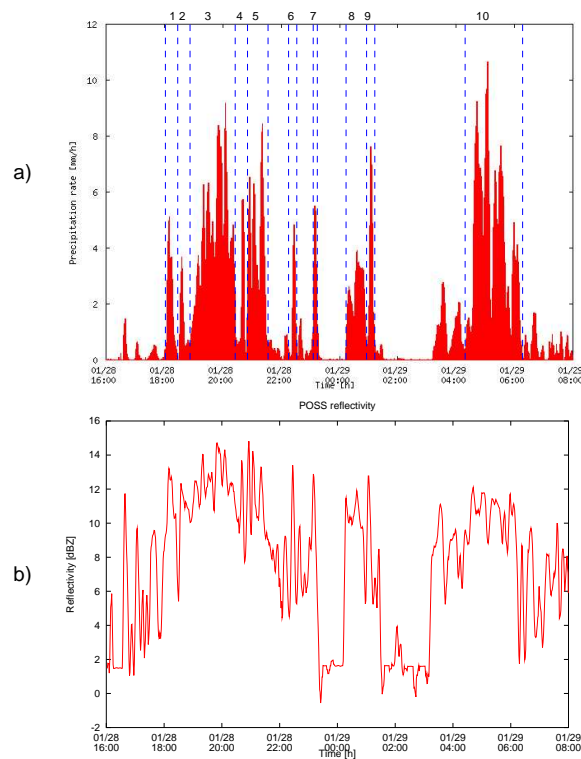 1 2 3 4 5 6 7 8 9 10
a)
Precipitation rate [mm/h]
12
10
8
6
4
2
0
01/28 01/28 01/28 01/28 01/29 01/29 01/29 01/29 01/29
16:00 18:00 20:00 22:00 00:00 02:00 04:00 06:00 08:00
Time [h]
POSS reflectivity
b)
Reflectivity [dBZ]
16
14
12
10
8
6
4
2
0
-2
01/28 01/28 01/28 01/28 01/29 01/29 01/29 01/29 01/29
16:00 18:00 20:00 22:00 00:00 02:00 04:00 06:00 08:00
Time [h]